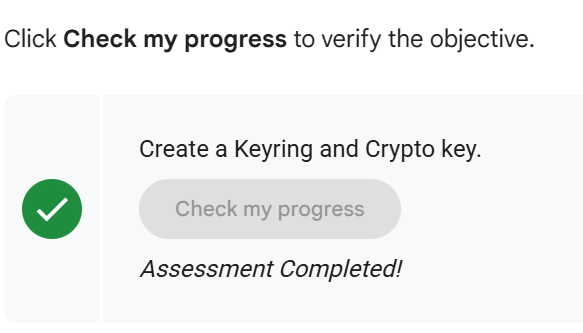 Click Check my progress to verify the objective.
Create a Keyring and Crypto key.
Check my progress
Assessment Completed!